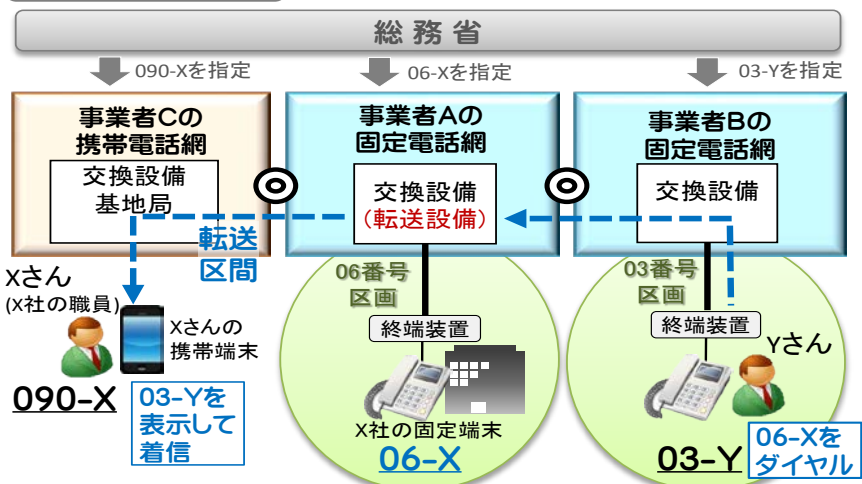 総務省
090-Xを指定
06-Xを指定
03-Yを指定
事業者Cの
携帯電話網
交換設備
基地局
事業者Aの
固定電話網
交換設備
（転送設備）
事業者Bの
固定電話網
交換設備
転送
区間
06番号
区画
03番号
区画
終端装置
終端装置
Xさん
(X社の職員)
Xさんの
携帯端末
090-X
03-Yを
表示して
着信
X社の固定端末
06-X
Yさん
03-Y
06-Xを
ダイヤル